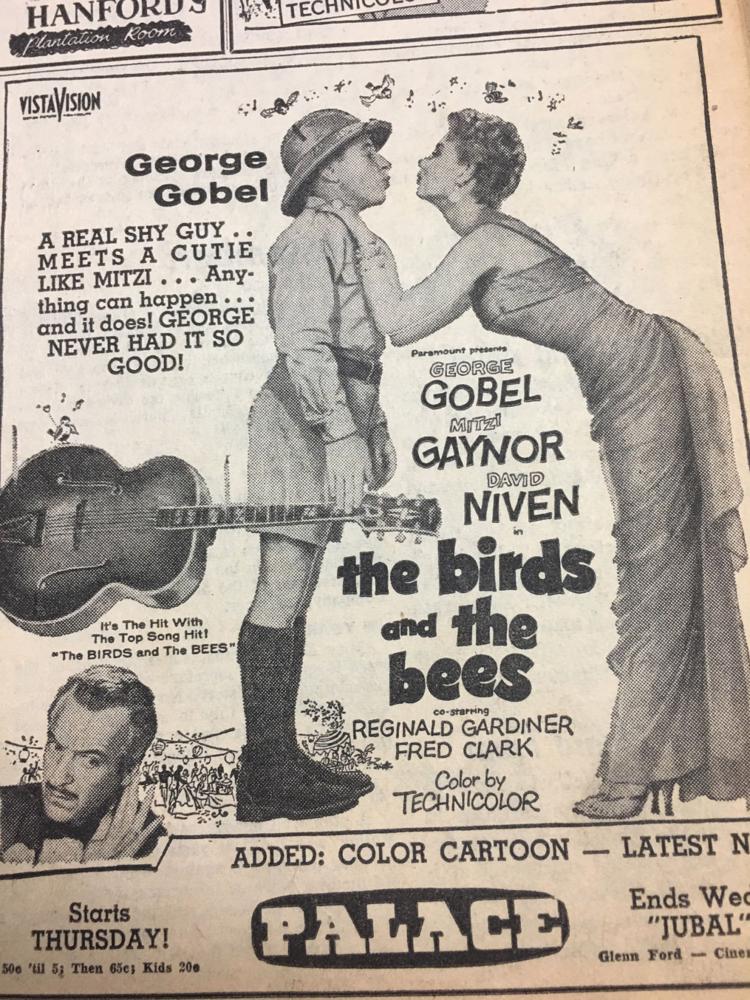 HANFORD'S
Plantation Room
TECHNICOLO
VISTAVISION
George
Gobel
A REAL SHY GUY . .
MEETS A CUTIE
LIKE MITZI . . . Any-
thing can happen . . .
and it does! GEORGE
NEVER HAD IT SO
GOOD!
Paramount presents
GEORGE
GOBEL
MITZI
GAYNOR
DAVID
NIVEN
in
the birds
and the
bees
It's The Hit With
The Top Song Hit!
"The BIRDS and The BEES"
co-starring
REGINALD GARDINER
FRED CLARK
Color by
TECHNICOLOR
ADDED: COLOR CARTOON — LATEST N
Starts
THURSDAY!
50¢ 'til 5; Then 65¢; Kids 20¢
PALACE
Ends Wed
"JUBAL"
Glenn Ford — Cine